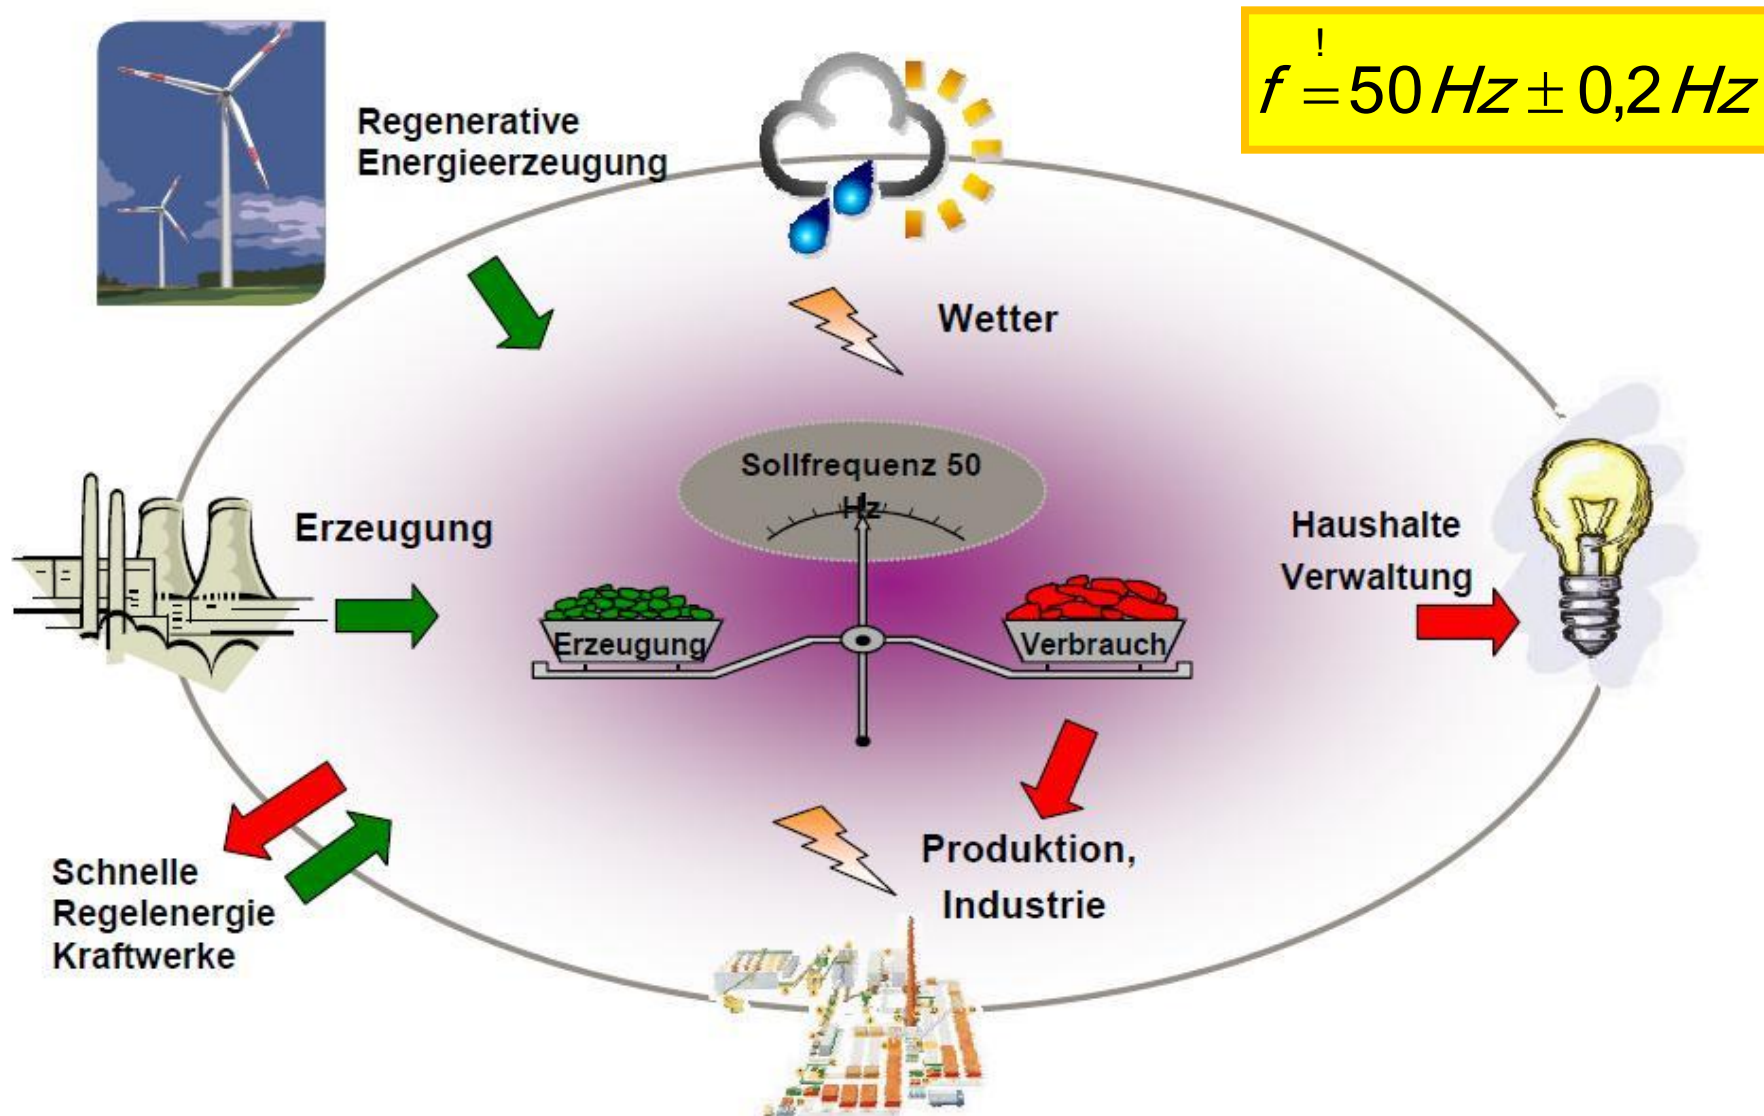 !
f = 50 Hz ± 0,2 Hz
Regenerative
Energieerzeugung
Wetter
Sollfrequenz 50
Hz
Erzeugung
Haushalte
Verwaltung
Erzeugung
Verbrauch
Produktion,
Industrie
Schnelle
Regelenergie
Kraftwerke